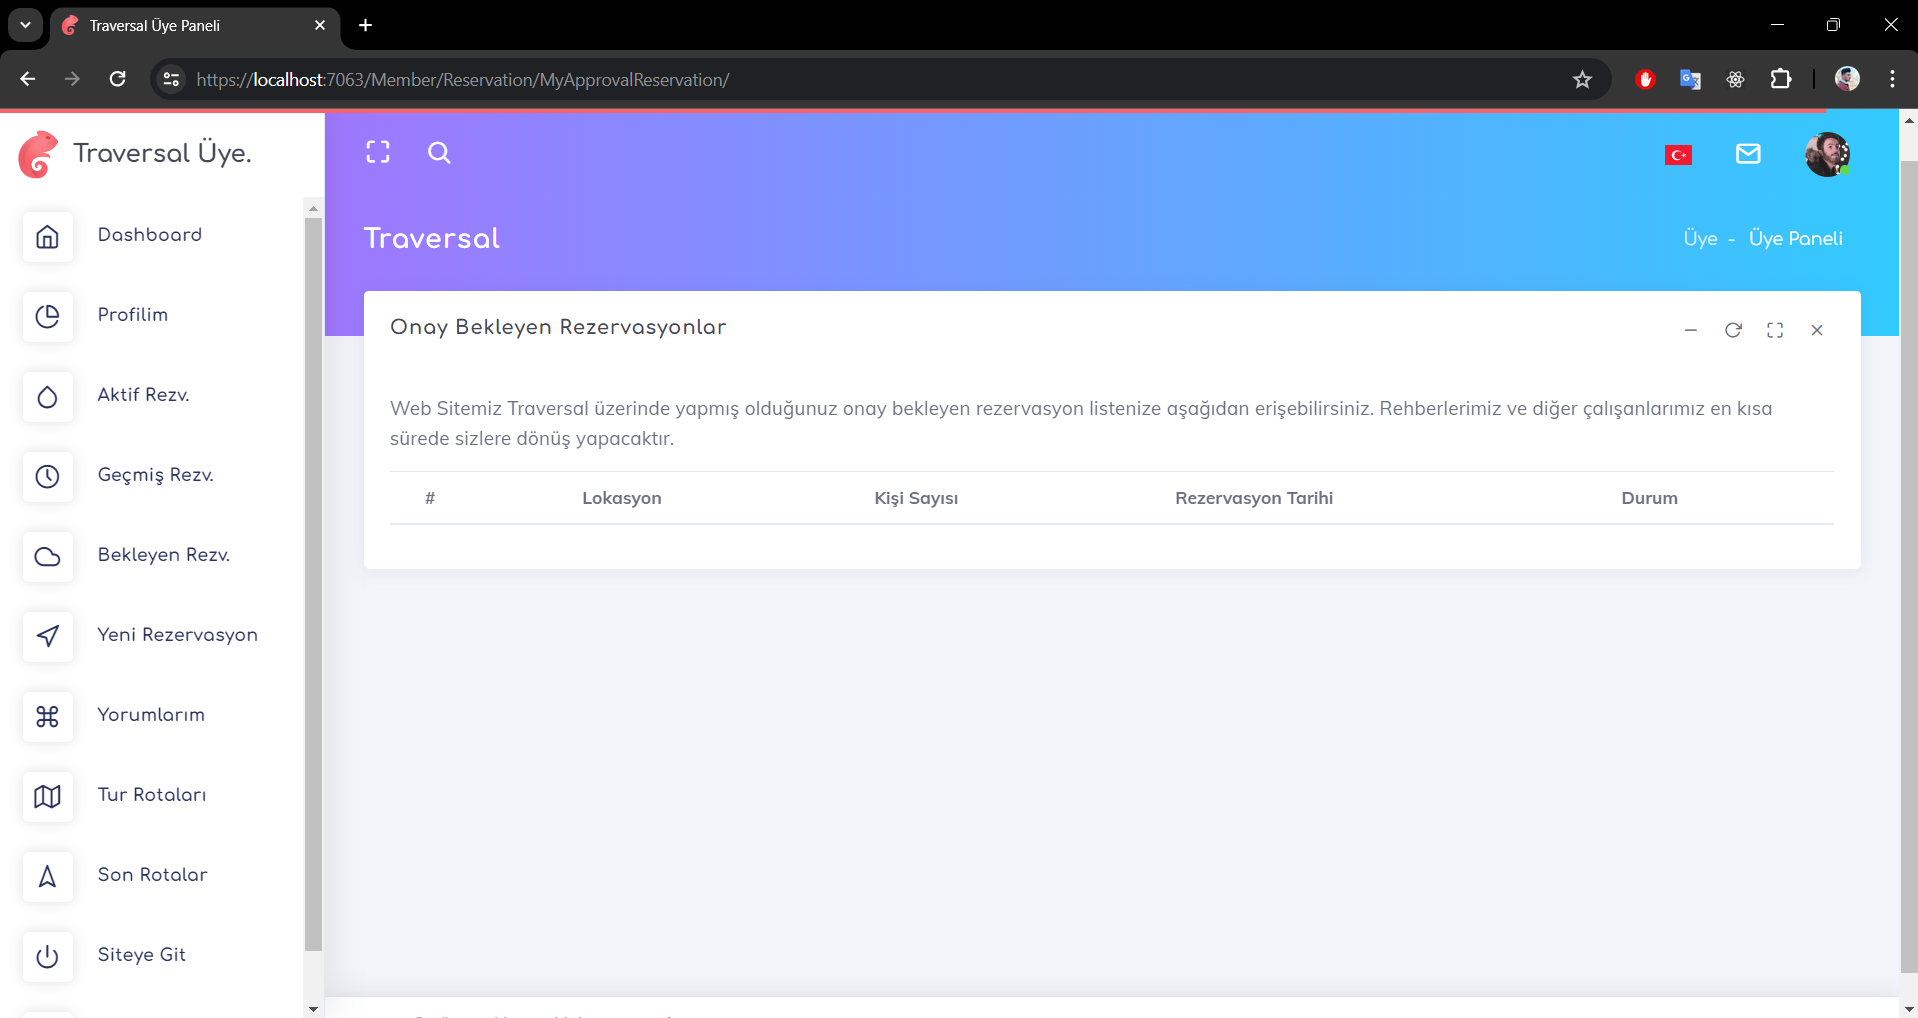 Traversal Üye Paneli
https://localhost:7063/Member/Reservation/MyApprovalReservation/
Traversal Üye.
Dashboard
Profilim
Aktif Rezv.
Geçmiş Rezv.
Bekleyen Rezv.
Yeni Rezervasyon
Yorumlarım
Tur Rotaları
Son Rotalar
Siteye Git
Traversal
Üye - Üye Paneli
Onay Bekleyen Rezervasyonlar
Web Sitemiz Traversal üzerinde yapmış olduğunuz onay bekleyen rezervasyon listenize aşağıdan erişebilirsiniz. Rehberlerimiz ve diğer çalışanlarımız en kısa
sürede sizlere dönüş yapacaktır.
# Lokasyon Kişi Sayısı Rezervasyon Tarihi Durum